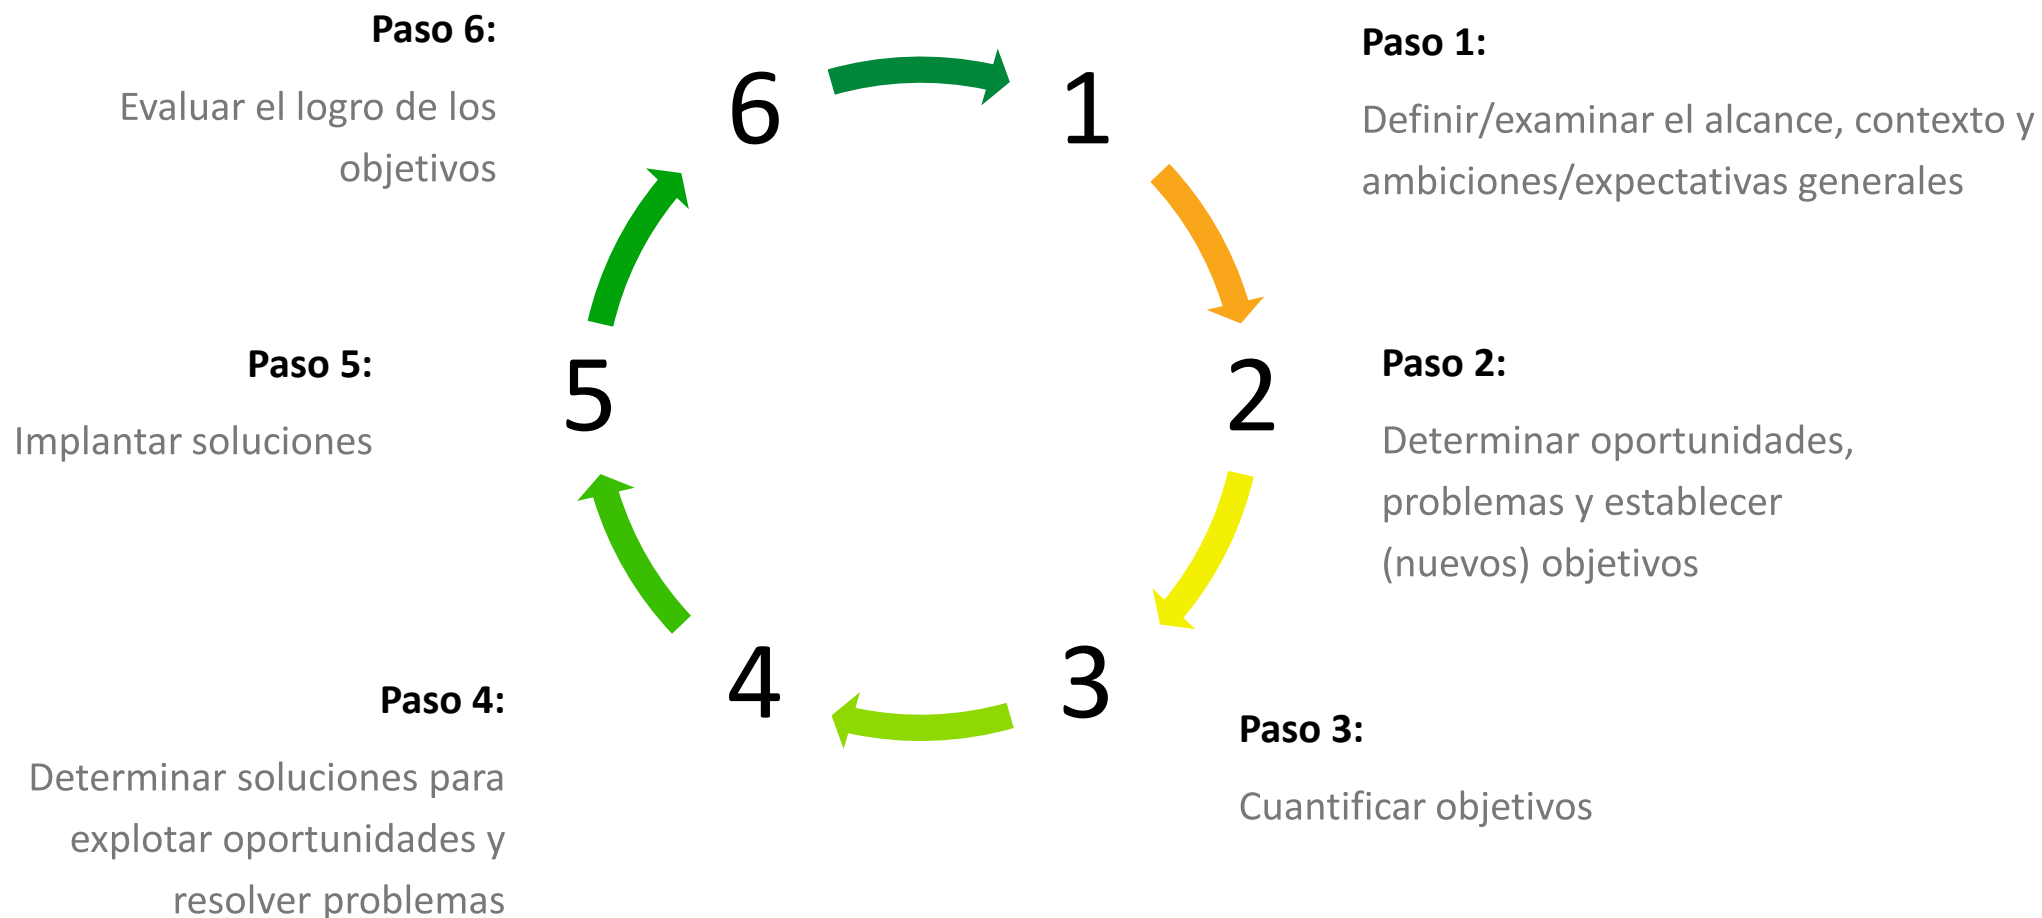 Paso 1:
Definir/examinar el alcance, contexto y
ambiciones/expectativas generales
Paso 2:
Determinar oportunidades,
problemas y establecer
(nuevos) objetivos
Paso 3:
Cuantificar objetivos
Paso 4:
Determinar soluciones para
explotar oportunidades y
resolver problemas
Paso 5:
Implantar soluciones
Paso 6:
Evaluar el logro de los
objetivos
1
2
3
4
5
6